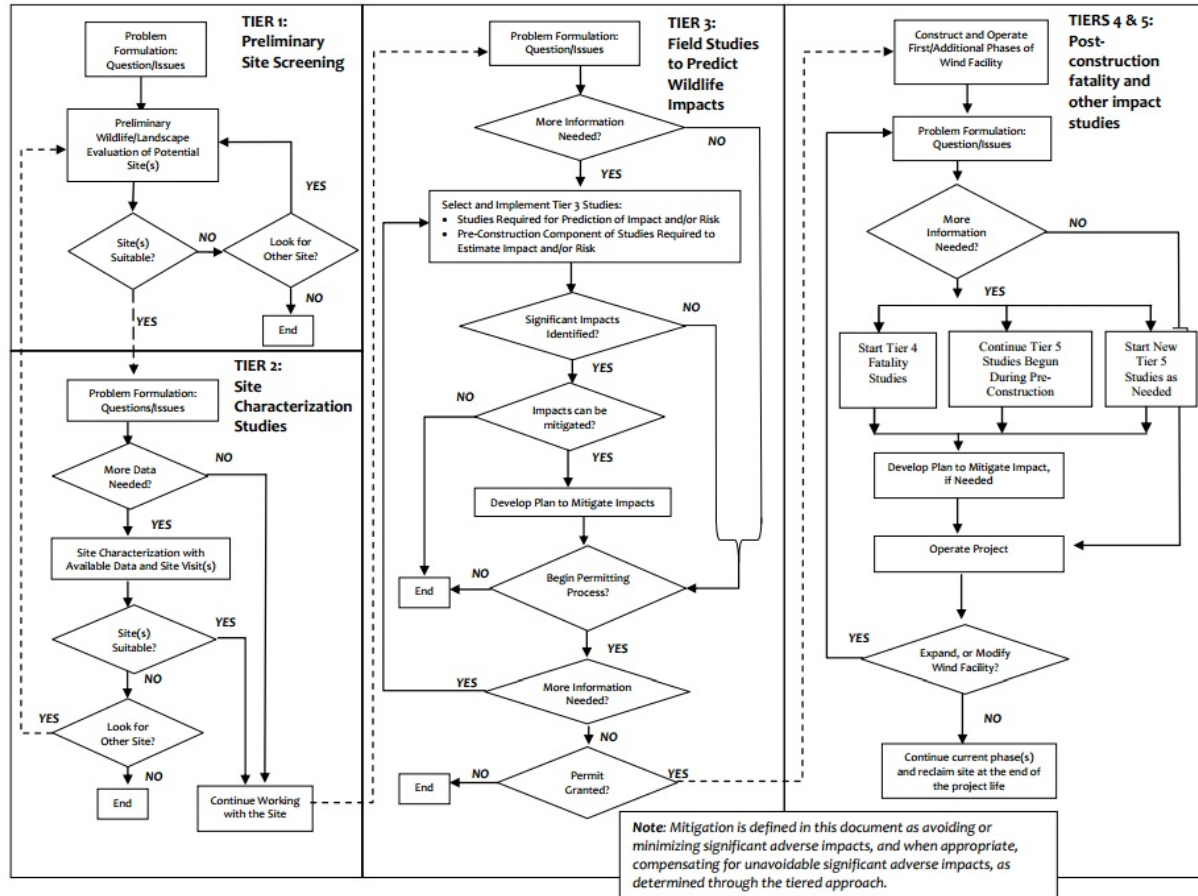 TIER 1:
Preliminary
Site Screening
Problem
Formulation:
Question/Issues
Preliminary
Wildlife/Landscape
Evaluation of Potential
Site(s)
YES
Site(s)
Suitable?
NO
Look for
Other Site?
NO
End
YES
TIER 2:
Site
Characterization
Studies
Problem Formulation:
Questions/Issues
More Data
Needed?
NO
YES
Site Characterization with
Available Data and Site Visit(s)
Site(s)
Suitable?
YES
NO
YES
Look for
Other Site?
NO
End
Continue Working
with the Site
TIER 3:
Field Studies
to Predict
Wildlife
Impacts
Problem Formulation:
Question/Issues
More Information
Needed?
NO
YES
Select and Implement Tier 3 Studies:
• Studies Required for Prediction of Impact and/or Risk
• Pre-Construction Component of Studies Required to
Estimate Impact and/or Risk
Significant Impacts
Identified?
NO
YES
NO
Impacts can be
mitigated?
YES
Develop Plan to Mitigate Impacts
End
NO
Begin Permitting
Process?
YES
YES
More Information
Needed?
NO
End
NO
Permit
Granted?
YES
TIERS 4 & 5:
Post-
construction
fatality and
other impact
studies
Construct and Operate
First/Additional Phases of
Wind Facility
Problem Formulation:
Question/Issues
More
Information
Needed?
NO
YES
Start Tier 4
Fatality
Studies
Continue Tier 5
Studies Begun
During Pre-
Construction
Start New
Tier 5
Studies as
Needed
Develop Plan to Mitigate Impact,
if Needed
Operate Project
YES
Expand, or Modify
Wind Facility?
NO
Continue current phase(s)
and reclaim site at the end of
the project life
Note: Mitigation is defined in this document as avoiding or
minimizing significant adverse impacts, and when appropriate,
compensating for unavoidable significant adverse impacts, as
determined through the tiered approach.